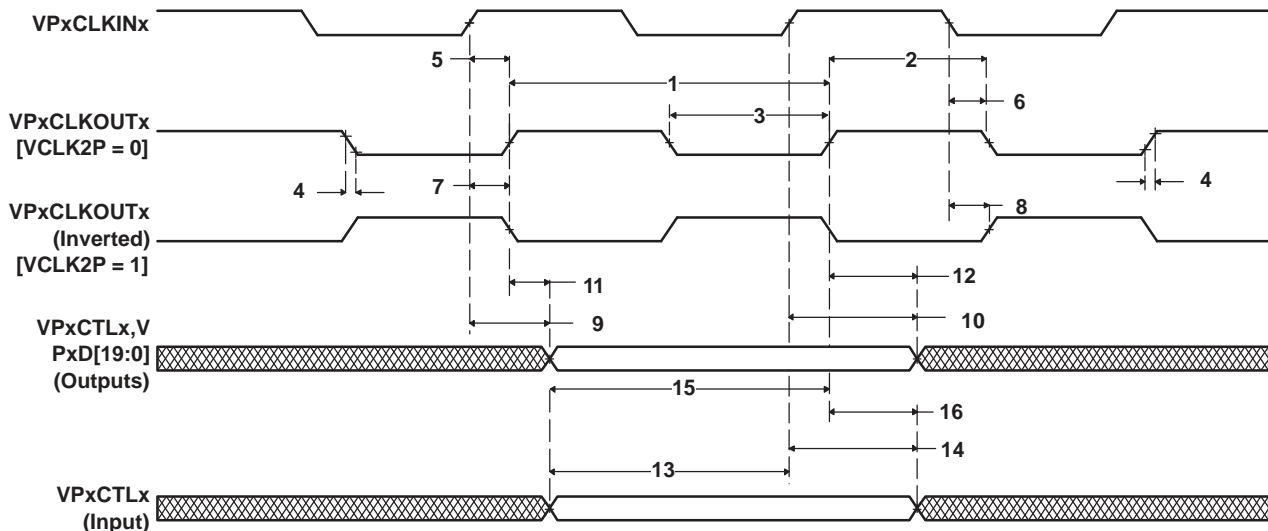 VPxCLKINx
5
1
2
6
VPxCLKOUTx
[VCLK2P = 0]
3
4
7
4
VPxCLKOUTx
(Inverted)
[VCLK2P = 1]
8
11
12
9
10
VPxCTLx,V
PxD[19:0]
(Outputs)
15
16
14
13
VPxCTLx
(Input)